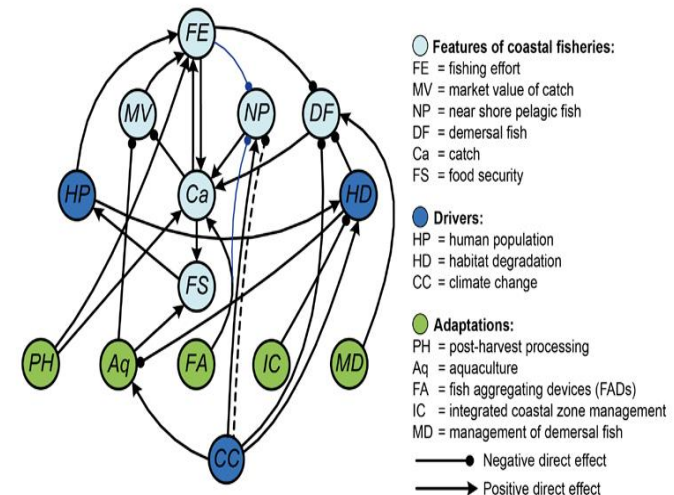 FE
MV
NP
DF
HP
Ca
HD
FS
PH
Aq
FA
IC
MD
CC
Features of coastal fisheries:
FE = fishing effort
MV = market value of catch
NP = near shore pelagic fish
DF = demersal fish
Ca = catch
FS = food security
Drivers:
HP = human population
HD = habitat degradation
CC = climate change
Adaptations:
PH = post-harvest processing
Aq = aquaculture
FA = fish aggregating devices (FADs)
IC = integrated coastal zone management
MD = management of demersal fish
Negative direct effect
Positive direct effect